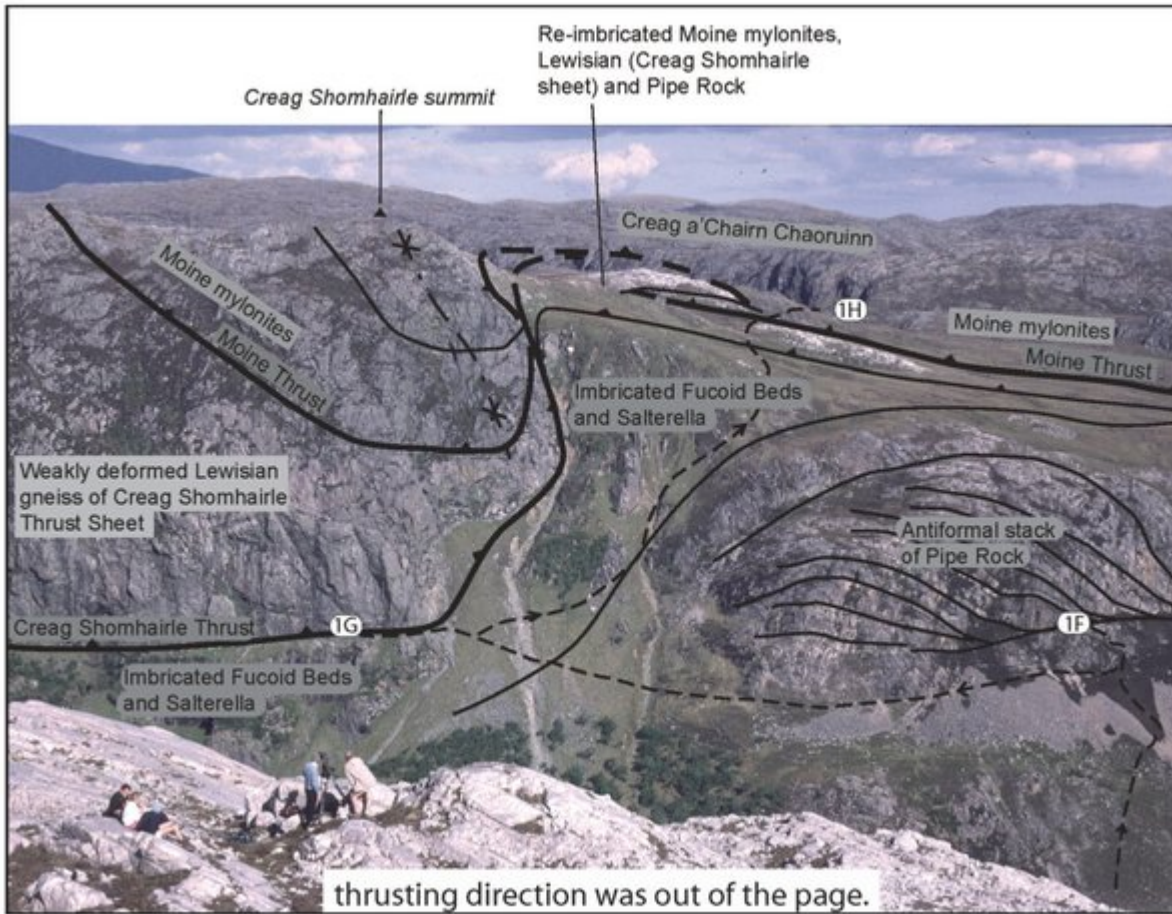 Re-imbricated Moine mylonites,
Lewisian (Creag Shomhairle
sheet) and Pipe Rock
Creag Shomhairle summit
Creag a'Chairn Chaoruinn
Moine mylonites
Moine Thrust
1H
Moine mylonites
Moine Thrust
Imbricated Fucoid Beds
and Salterella
Weakly deformed Lewisian
gneiss of Creag Shomhairle
Thrust Sheet
Antiformal stack
of Pipe Rock
Creag Shomhairle Thrust
1G
1F
Imbricated Fucoid Beds
and Salterella
thrusting direction was out of the page.